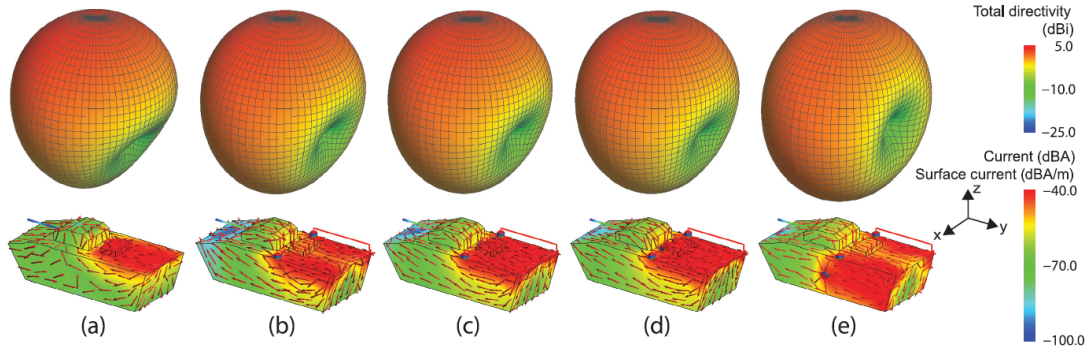 Total directivity
(dBi)
5.0
−10.0
−25.0
Current (dBA)
Surface current (dBA/m)
−40.0
−70.0
−100.0
z
x
y
(a)
(b)
(c)
(d)
(e)